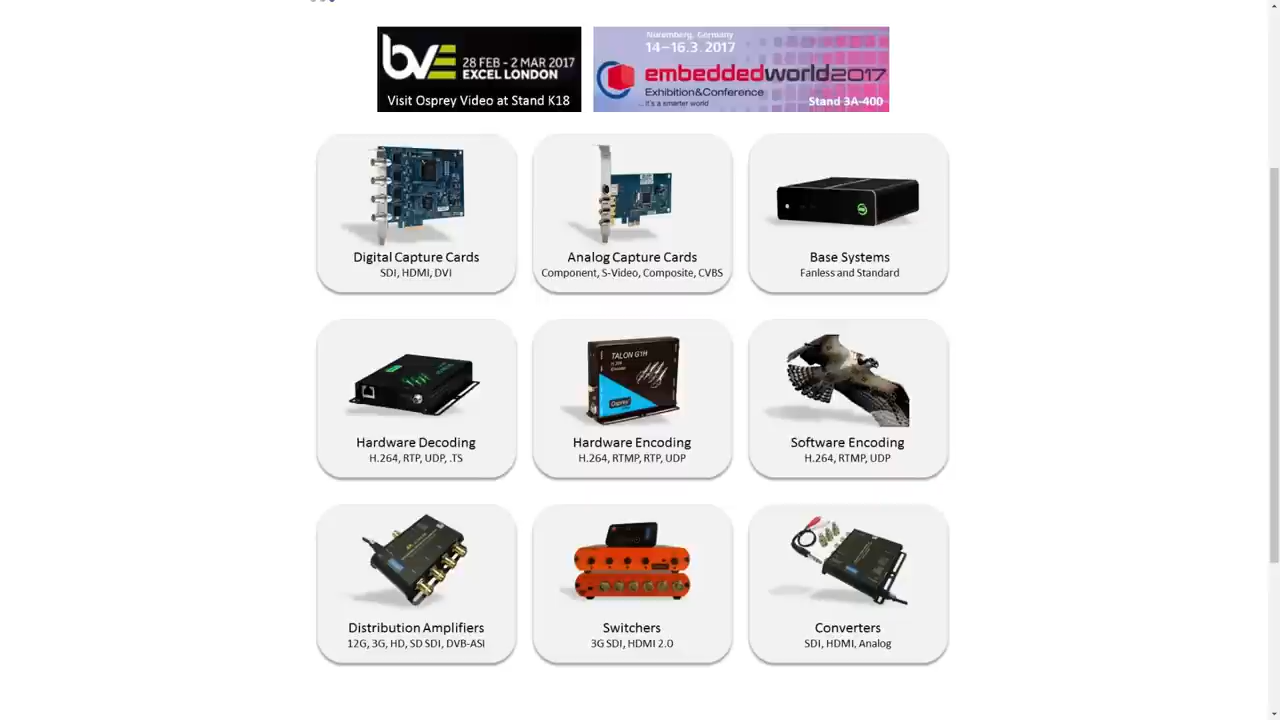 bve
28 FEB - 2 MAR 2017
EXCEL LONDON
Visit Osprey Video at Stand K18
Nuremberg, Germany
14–16.3.2017
embeddedworld2017
Exhibition&Conference
... it's a smarter world
Stand 3A-400
Digital Capture Cards
SDI, HDMI, DVI
Analog Capture Cards
Component, S-Video, Composite, CVBS
Base Systems
Fanless and Standard
TALON G1H
H.264
Encoder
Osprey
Hardware Decoding
H.264, RTP, UDP, .TS
Hardware Encoding
H.264, RTMP, RTP, UDP
Software Encoding
H.264, RTMP, UDP
Distribution Amplifiers
12G, 3G, HD, SD SDI, DVB-ASI
Switchers
3G SDI, HDMI 2.0
Converters
SDI, HDMI, Analog